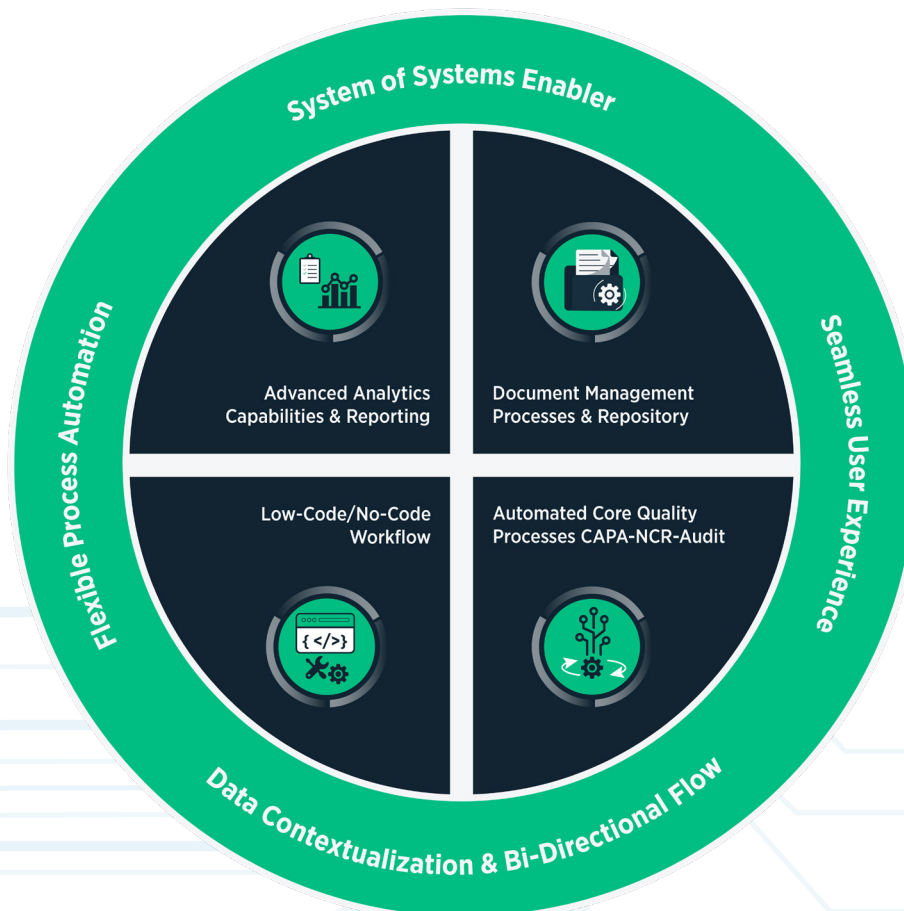 System of Systems Enabler
Advanced Analytics
Capabilities & Reporting
Document Management
Processes & Repository
Flexible Process Automation
Seamless User Experience
Low-Code/No-Code
Workflow
Automated Core Quality
Processes CAPA-NCR-Audit
{ </> }
Data Contextualization & Bi-Directional Flow